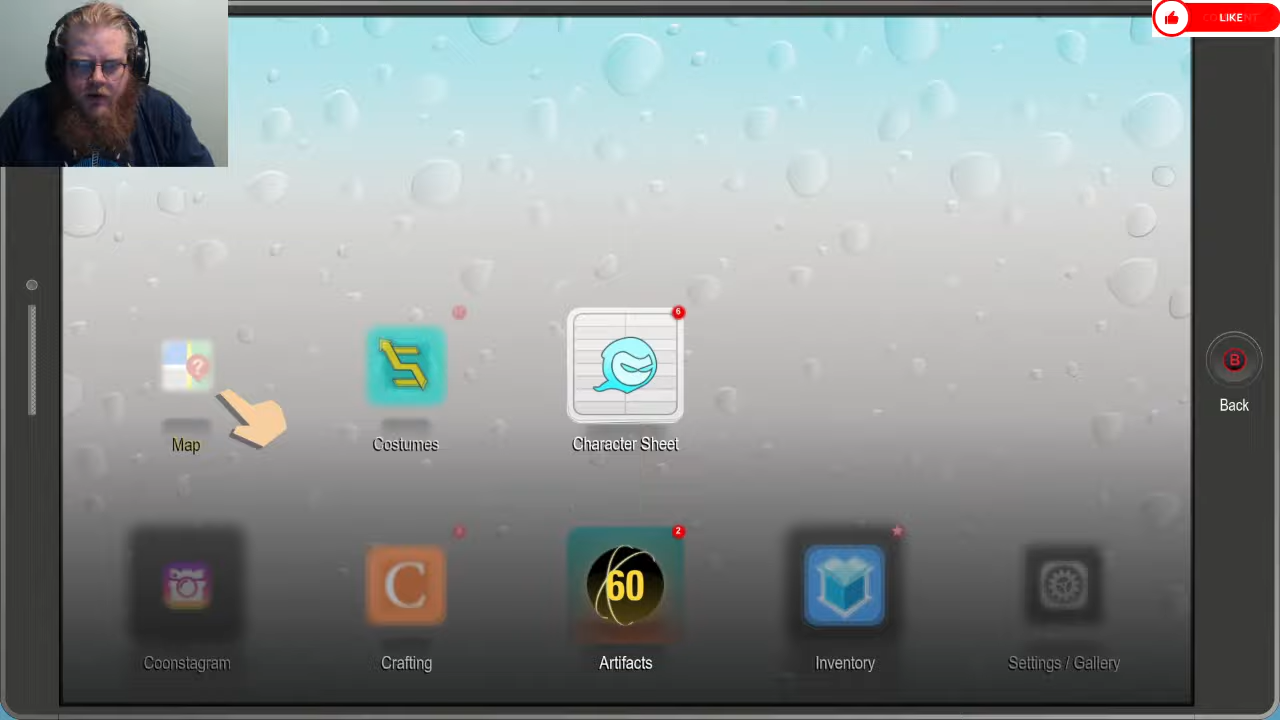 LIKE
?
6
B
Back
Map
Costumes
Character Sheet
2
C
60
Coonstagram
Crafting
Artifacts
Inventory
Settings / Gallery